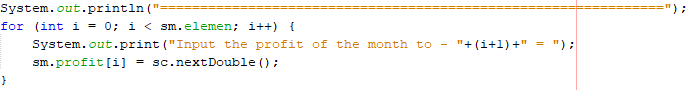 System.out.println("===============================================================");
for (int i = 0; i < sm.elemen; i++) {
    System.out.print("Input the profit of the month to - "+(i+1)+" = ");
    sm.profit[i] = sc.nextDouble();
}